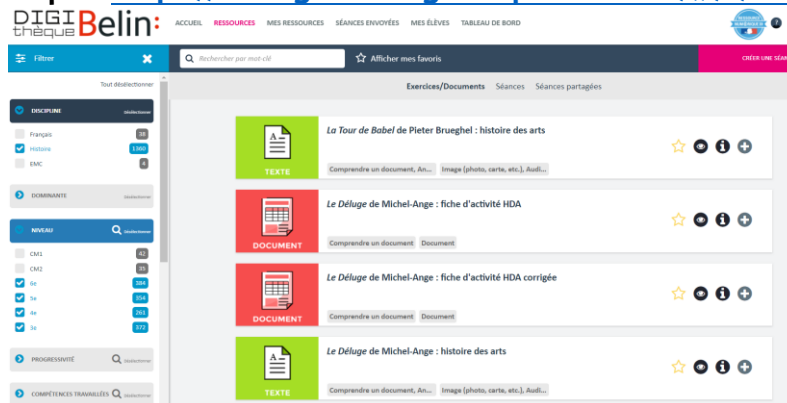 DIGI thèque Belin:
ACCUEIL RESSOURCES MES RESSOURCES SÉANCES ENVOYÉES MES ÉLÈVES TABLEAU DE BORD
Filtrer
Rechercher par mot-clé
Afficher mes favoris
CRÉER UNE SÉAN
Tout désélectionner
Exercices/Documents Séances Séances partagées
DISCIPLINE Désélectionner
Français 38
Histoire 1360
EMC 4
DOMINANTE Désélectionner
NIVEAU Désélectionner
CM1 42
CM2 35
6e 384
5e 354
4e 261
3e 372
PROGRESSIVITÉ Désélectionner
COMPÉTENCES TRAVAILLÉES Désélectionner
La Tour de Babel de Pieter Brueghel : histoire des arts
TEXTE
Comprendre un document, An... Image (photo, carte, etc.), Audi...
Le Déluge de Michel-Ange : fiche d'activité HDA
DOCUMENT
Comprendre un document Document
Le Déluge de Michel-Ange : fiche d'activité HDA corrigée
DOCUMENT
Comprendre un document Document
Le Déluge de Michel-Ange : histoire des arts
TEXTE
Comprendre un document, An... Image (photo, carte, etc.), Audi...